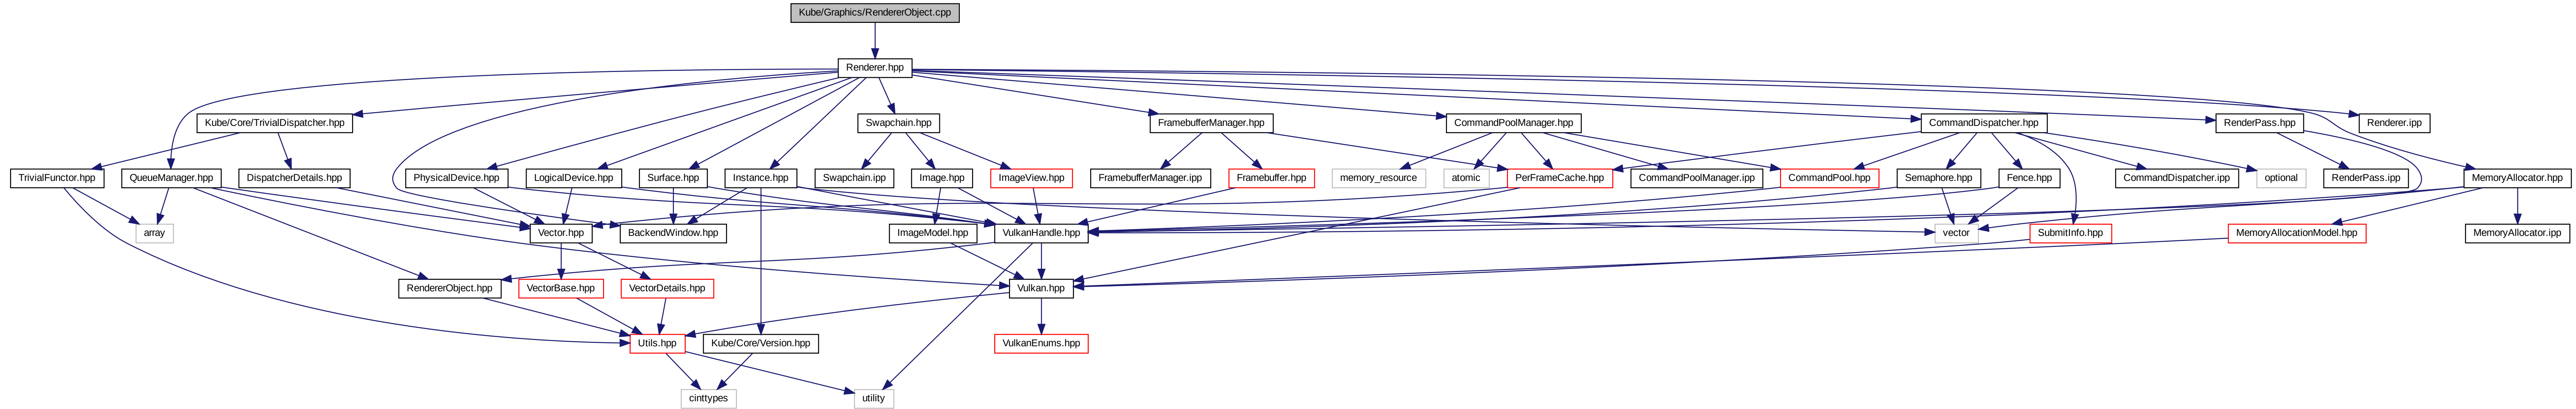 Kube/Graphics/RendererObject.cpp
Renderer.hpp
Kube/Core/TrivialDispatcher.hpp
Swapchain.hpp
FramebufferManager.hpp
CommandPoolManager.hpp
CommandDispatcher.hpp
RenderPass.hpp
Renderer.ipp
TrivialFunctor.hpp
QueueManager.hpp
DispatcherDetails.hpp
PhysicalDevice.hpp
LogicalDevice.hpp
Surface.hpp
Instance.hpp
Swapchain.ipp
Image.hpp
ImageView.hpp
FramebufferManager.ipp
Framebuffer.hpp
memory_resource
atomic
PerFrameCache.hpp
CommandPoolManager.ipp
CommandPool.hpp
Semaphore.hpp
Fence.hpp
CommandDispatcher.ipp
optional
RenderPass.ipp
MemoryAllocator.hpp
array
Vector.hpp
BackendWindow.hpp
ImageModel.hpp
VulkanHandle.hpp
vector
SubmitInfo.hpp
MemoryAllocationModel.hpp
MemoryAllocator.ipp
RendererObject.hpp
VectorBase.hpp
VectorDetails.hpp
Vulkan.hpp
Utils.hpp
Kube/Core/Version.hpp
VulkanEnums.hpp
cinttypes
utility